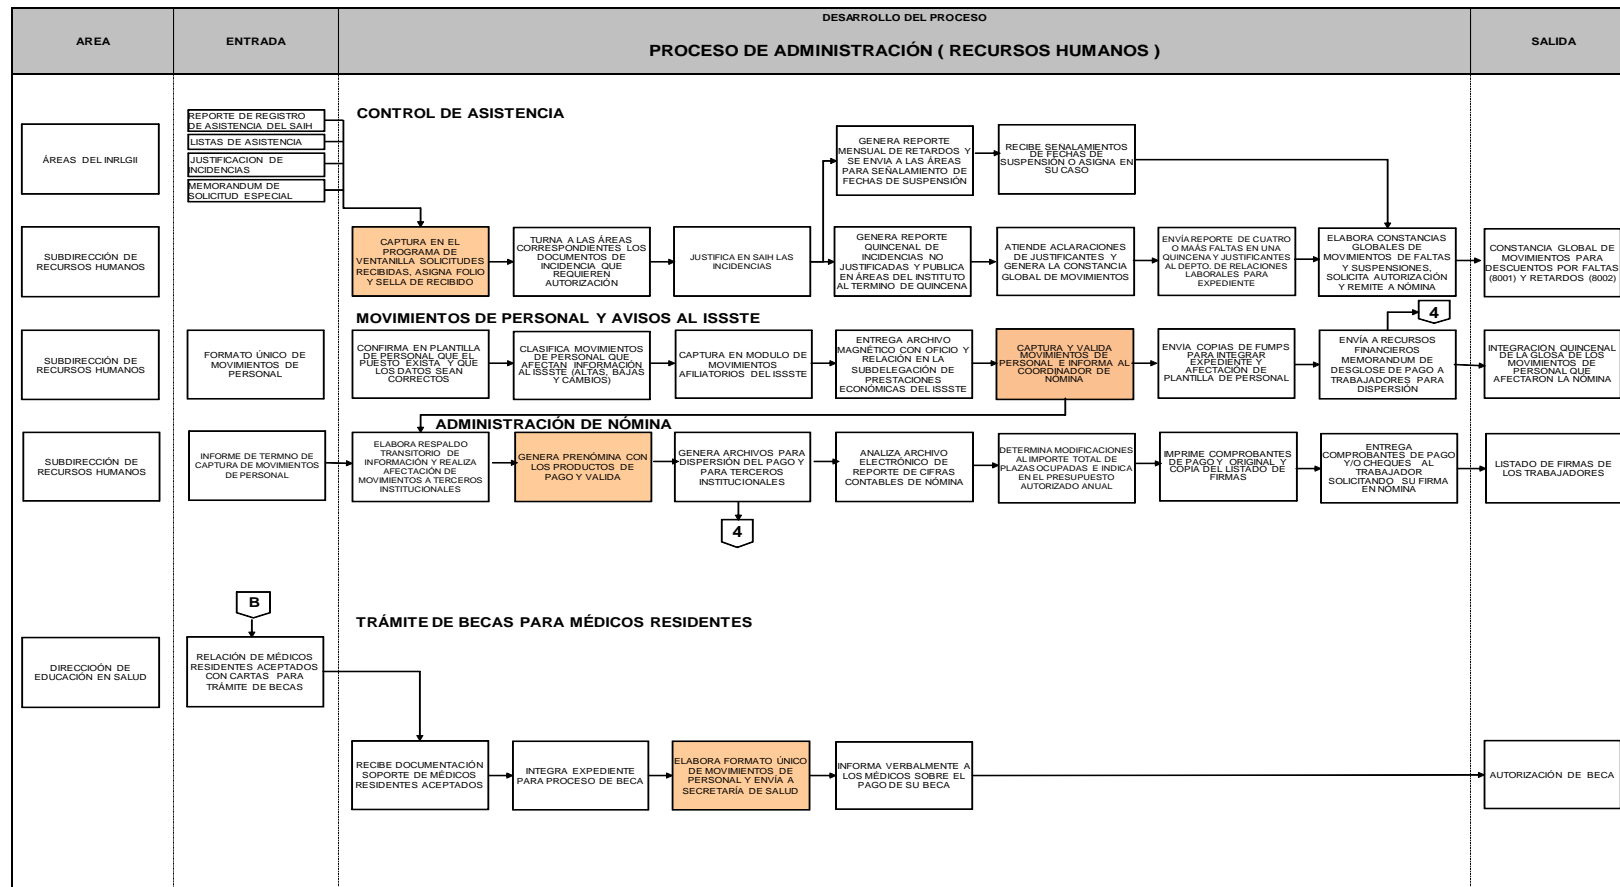 AREA
ENTRADA
DESARROLLO DEL PROCESO
PROCESO DE ADMINISTRACIÓN ( RECURSOS HUMANOS )
SALIDA
CONTROL DE ASISTENCIA
ÁREAS DEL INRLGII
REPORTE DE REGISTRO
DE ASISTENCIA DEL SAIH
LISTAS DE ASISTENCIA
JUSTIFICACION DE
INCIDENCIAS
MEMORANDUM DE
SOLICITUD ESPECIAL
GENERA REPORTE
MENSUAL DE RETARDOS Y
SE ENVIA A LAS ÁREAS
PARA SEÑALAMIENTO DE
FECHAS DE SUSPENSIÓN
RECIBE SEÑALAMIENTOS
DE FECHAS DE
SUSPENSIÓN O ASIGNA EN
SU CASO
SUBDIRECCIÓN DE
RECURSOS HUMANOS
CAPTURA EN EL
PROGRAMA DE
VENTANILLA SOLICITUDES
RECIBIDAS, ASIGNA FOLIO
Y SELLA DE RECIBIDO
TURNA A LAS ÁREAS
CORRESPONDIENTES LOS
DOCUMENTOS DE
INCIDENCIA QUE
REQUIEREN
AUTORIZACIÓN
JUSTIFICA EN SAIH LAS
INCIDENCIAS
GENERA REPORTE
QUINCENAL DE
INCIDENCIAS NO
JUSTIFICADAS Y PUBLICA
EN ÁREAS DEL INSTITUTO
AL TERMINO DE QUINCENA
ATIENDE ACLARACIONES
DE JUSTIFICANTES Y
GENERA LA CONSTANCIA
GLOBAL DE MOVIMIENTOS
ENVÍA REPORTE DE CUATRO
O MAÁS FALTAS EN UNA
QUINCENA Y JUSTIFICANTES
AL DEPTO. DE RELACIONES
LABORALES PARA
EXPEDIENTE
ELABORA CONSTANCIAS
GLOBALES DE
MOVIMIENTOS DE FALTAS
Y SUSPENSIONES,
SOLICITA AUTORIZACIÓN
Y REMITE A NÓMINA
CONSTANCIA GLOBAL DE
MOVIMIENTOS PARA
DESCUENTOS POR FALTAS
(8001) Y RETARDOS (8002)
MOVIMIENTOS DE PERSONAL Y AVISOS AL ISSSTE
4
SUBDIRECCIÓN DE
RECURSOS HUMANOS
FORMATO ÚNICO DE
MOVIMIENTOS DE
PERSONAL
CONFIRMA EN PLANTILLA
DE PERSONAL QUE EL
PUESTO EXISTA Y QUE
LOS DATOS SEAN
CORRECTOS
CLASIFICA MOVIMIENTOS
DE PERSONAL QUE
AFECTAN INFORMACIÓN
AL ISSSTE (ALTAS, BAJAS
Y CAMBIOS)
CAPTURA EN MODULO DE
MOVIMIENTOS
AFILIATORIOS DEL ISSSTE
ENTREGA ARCHIVO
MAGNÉTICO CON OFICIO Y
RELACIÓN EN LA
SUBDELEGACIÓN DE
PRESTACIONES
ECONÓMICAS DEL ISSSTE
CAPTURA Y VALIDA
MOVIMIENTOS DE
PERSONAL E INFORMA AL
COORDINADOR DE
NÓMINA
ENVIA COPIAS DE FUMPS
PARA INTEGRAR
EXPEDIENTE Y
AFECTACIÓN DE
PLANTILLA DE PERSONAL
ENVÍA A RECURSOS
FINANCIEROS
MEMORANDUM DE
DESGLOSE DE PAGO A
TRABAJADORES PARA
DISPERSIÓN
INTEGRACIÓN QUINCENAL
DE LA GLOSA DE LOS
MOVIMIENTOS DE
PERSONAL QUE
AFECTARON LA NÓMINA
ADMINISTRACIÓN DE NÓMINA
SUBDIRECCIÓN DE
RECURSOS HUMANOS
INFORME DE TERMNO DE
CAPTURA DE MOVIMIENTOS
DE PERSONAL
ELABORA RESPALDO
TRANSITORIO DE
INFORMACIÓN Y REALIZA
AFECTACIÓN DE
MOVIMIENTOS A TERCEROS
INSTITUCIONALES
GENERA PRENÓMINA CON
LOS PRODUCTOS DE
PAGO Y VALIDA
GENERA ARCHIVOS PARA
DISPERSIÓN DEL PAGO Y
PARA TERCEROS
INSTITUCIONALES
ANALIZA ARCHIVO
ELECTRÓNICO DE
REPORTE DE CIFRAS
CONTABLES DE NÓMINA
DETERMINA MODIFICACIONES
AL IMPORTE TOTAL DE
PLAZAS OCUPADAS E INDICA
EN EL PRESUPUESTO
AUTORIZADO ANUAL
IMPRIME COMPROBANTES
DE PAGO Y ORIGINAL Y
COPIA DEL LISTADO DE
FIRMAS
ENTREGA
COMPROBANTES DE PAGO
Y/O CHEQUES AL
TRABAJADOR
SOLICITANDO SU FIRMA
EN NÓMINA
LISTADO DE FIRMAS DE
LOS TRABAJADORES
4
B
TRÁMITE DE BECAS PARA MÉDICOS RESIDENTES
DIRECCIOÓN DE
EDUCACIÓN EN SALUD
RELACIÓN DE MÉDICOS
RESIDENTES ACEPTADOS
CON CARTAS PARA
TRÁMITE DE BECAS
RECIBE DOCUMENTACIÓN
SOPORTE DE MÉDICOS
RESIDENTES ACEPTADOS
INTEGRA EXPEDIENTE
PARA PROCESO DE BECA
ELABORA FORMATO ÚNICO
DE MOVIMIENTOS DE
PERSONAL Y ENVÍA A
SECRETARÍA DE SALUD
INFORMA VERBALMENTE A
LOS MÉDICOS SOBRE EL
PAGO DE SU BECA
AUTORIZACIÓN DE BECA